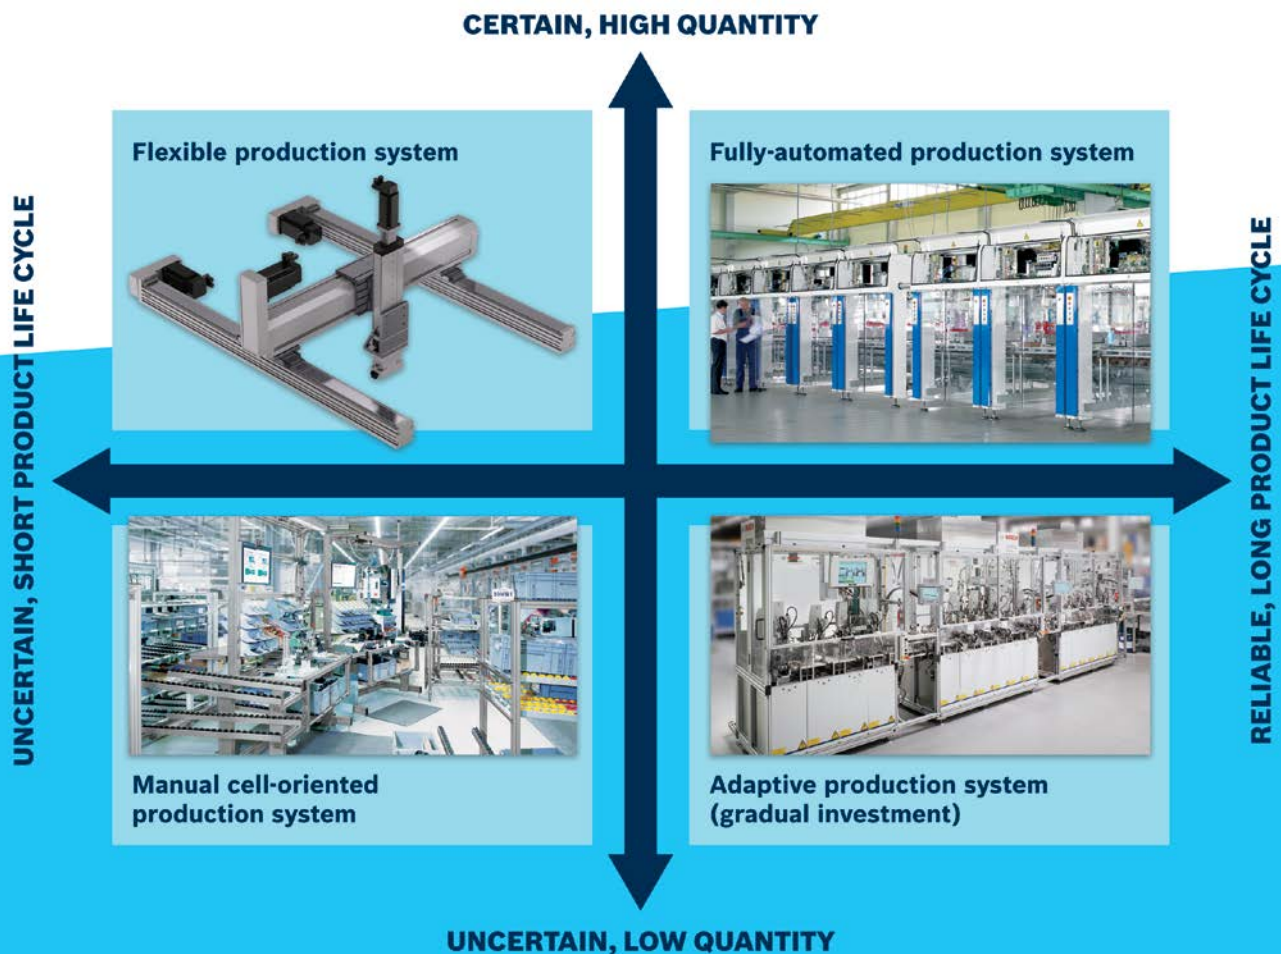 CERTAIN, HIGH QUANTITY
Flexible production system
Fully-automated production system
UNCERTAIN, SHORT PRODUCT LIFE CYCLE
RELIABLE, LONG PRODUCT LIFE CYCLE
Manual cell-oriented
production system
Adaptive production system
(gradual investment)
UNCERTAIN, LOW QUANTITY